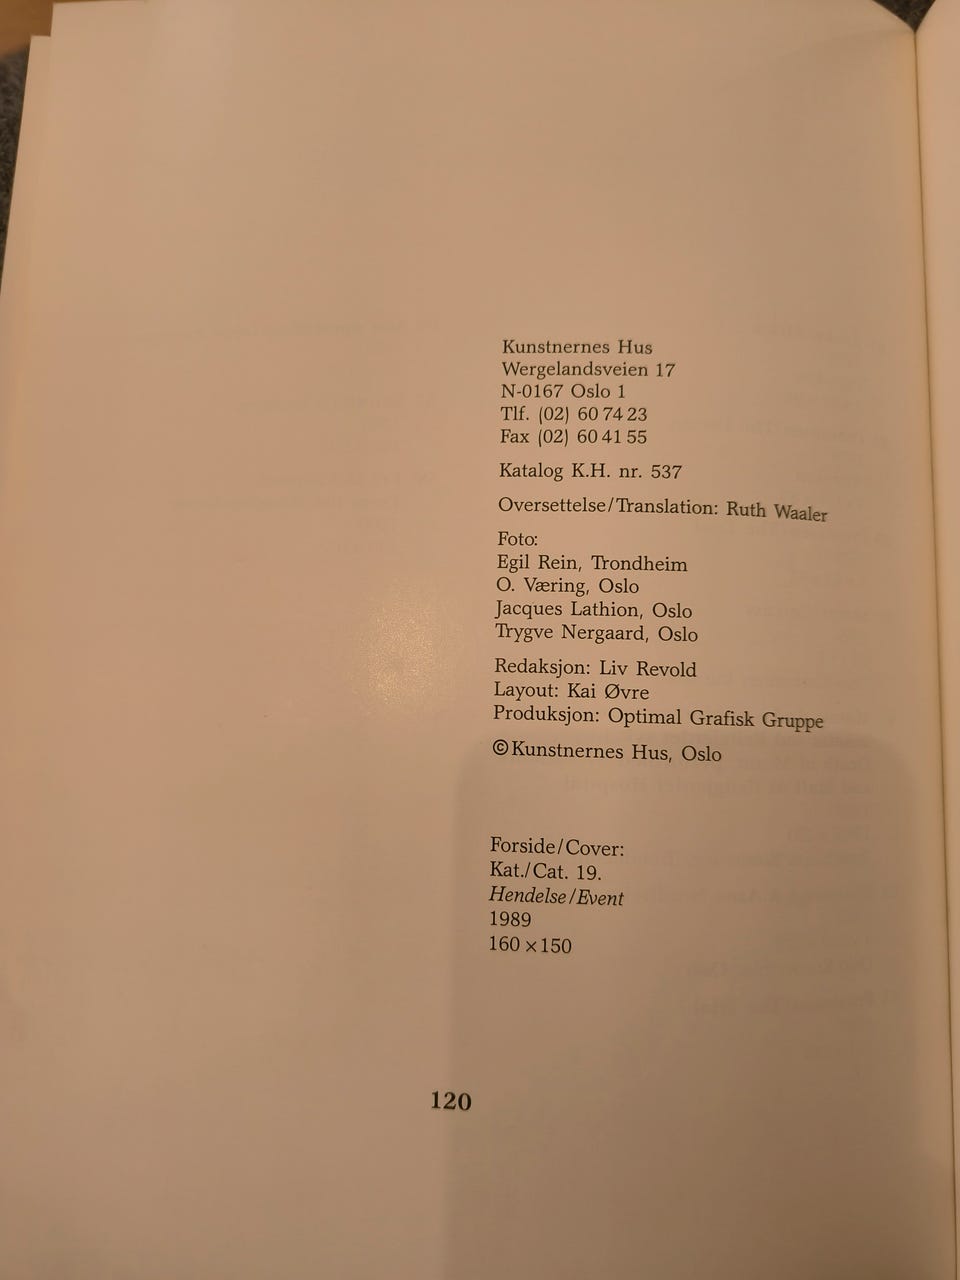 Kunstnernes Hus
Wergelandsveien 17
N-0167 Oslo 1
Tlf. (02) 60 74 23
Fax (02) 60 41 55
Katalog K.H. nr. 537
Oversettelse/Translation: Ruth Waaler
Foto:
Egil Rein, Trondheim
O. Væring, Oslo
Jacques Lathion, Oslo
Trygve Nergaard, Oslo
Redaksjon: Liv Revold
Layout: Kai Øvre
Produksjon: Optimal Grafisk Gruppe
©Kunstnernes Hus, Oslo
Forside/Cover:
Kat./Cat. 19.
Hendelse/Event
1989
160 × 150
120